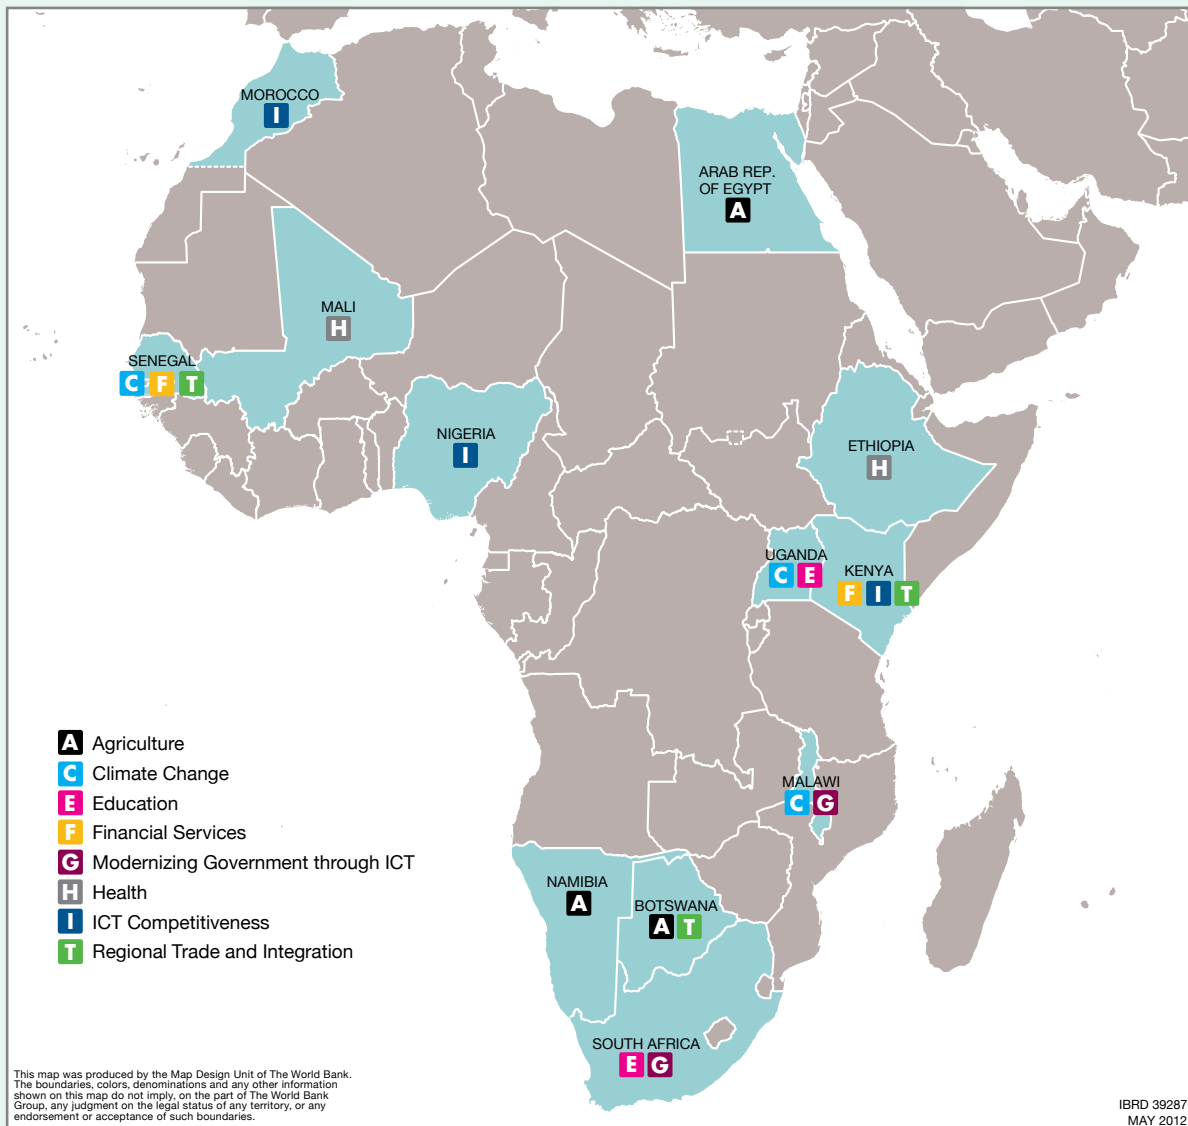 MOROCCO
I
ARAB REP.
OF EGYPT
A
MALI
H
SENEGAL
C F T
NIGERIA
I
ETHIOPIA
H
UGANDA
C E
KENYA
F I T
MALAWI
C G
NAMIBIA
A
BOTSWANA
A T
SOUTH AFRICA
E G
A Agriculture
C Climate Change
E Education
F Financial Services
G Modernizing Government through ICT
H Health
I ICT Competitiveness
T Regional Trade and Integration
This map was produced by the Map Design Unit of The World Bank.
The boundaries, colors, denominations and any other information
shown on this map do not imply, on the part of The World Bank
Group, any judgment on the legal status of any territory, or any
endorsement or acceptance of such boundaries.
IBRD 39287
MAY 2012